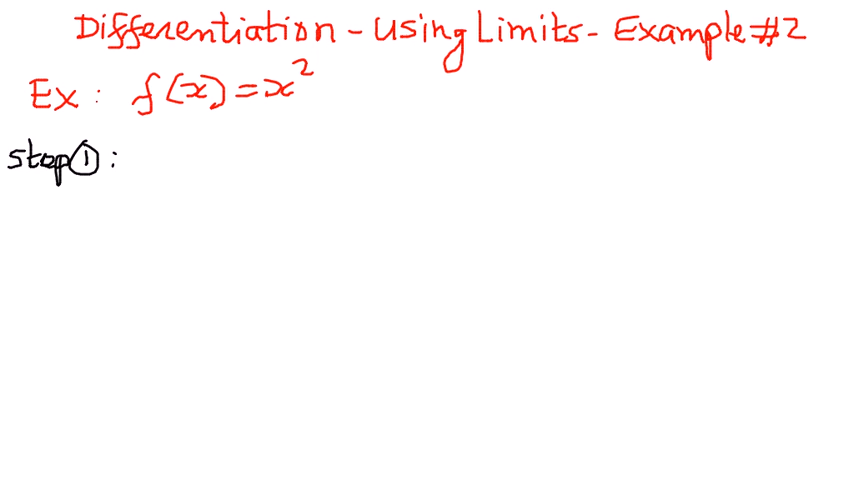 Differentiation - Using Limits - Example #2
Ex: f(x) = x²
Step ①: